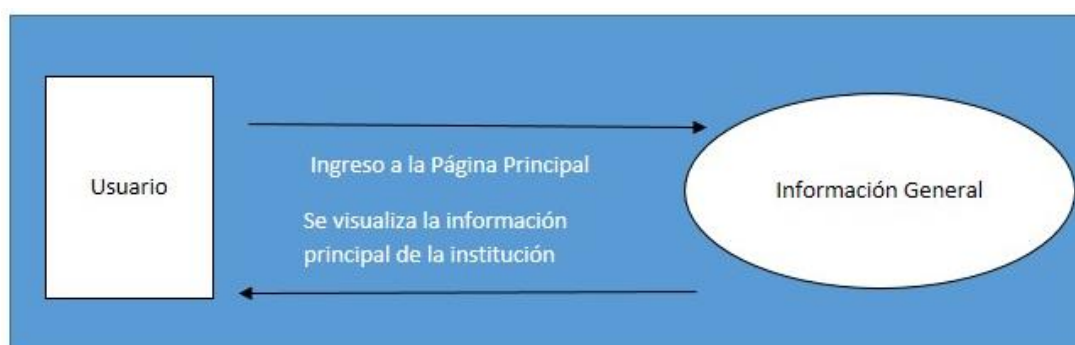 Usuario
Ingreso a la Página Principal
Se visualiza la información
principal de la institución
Información General